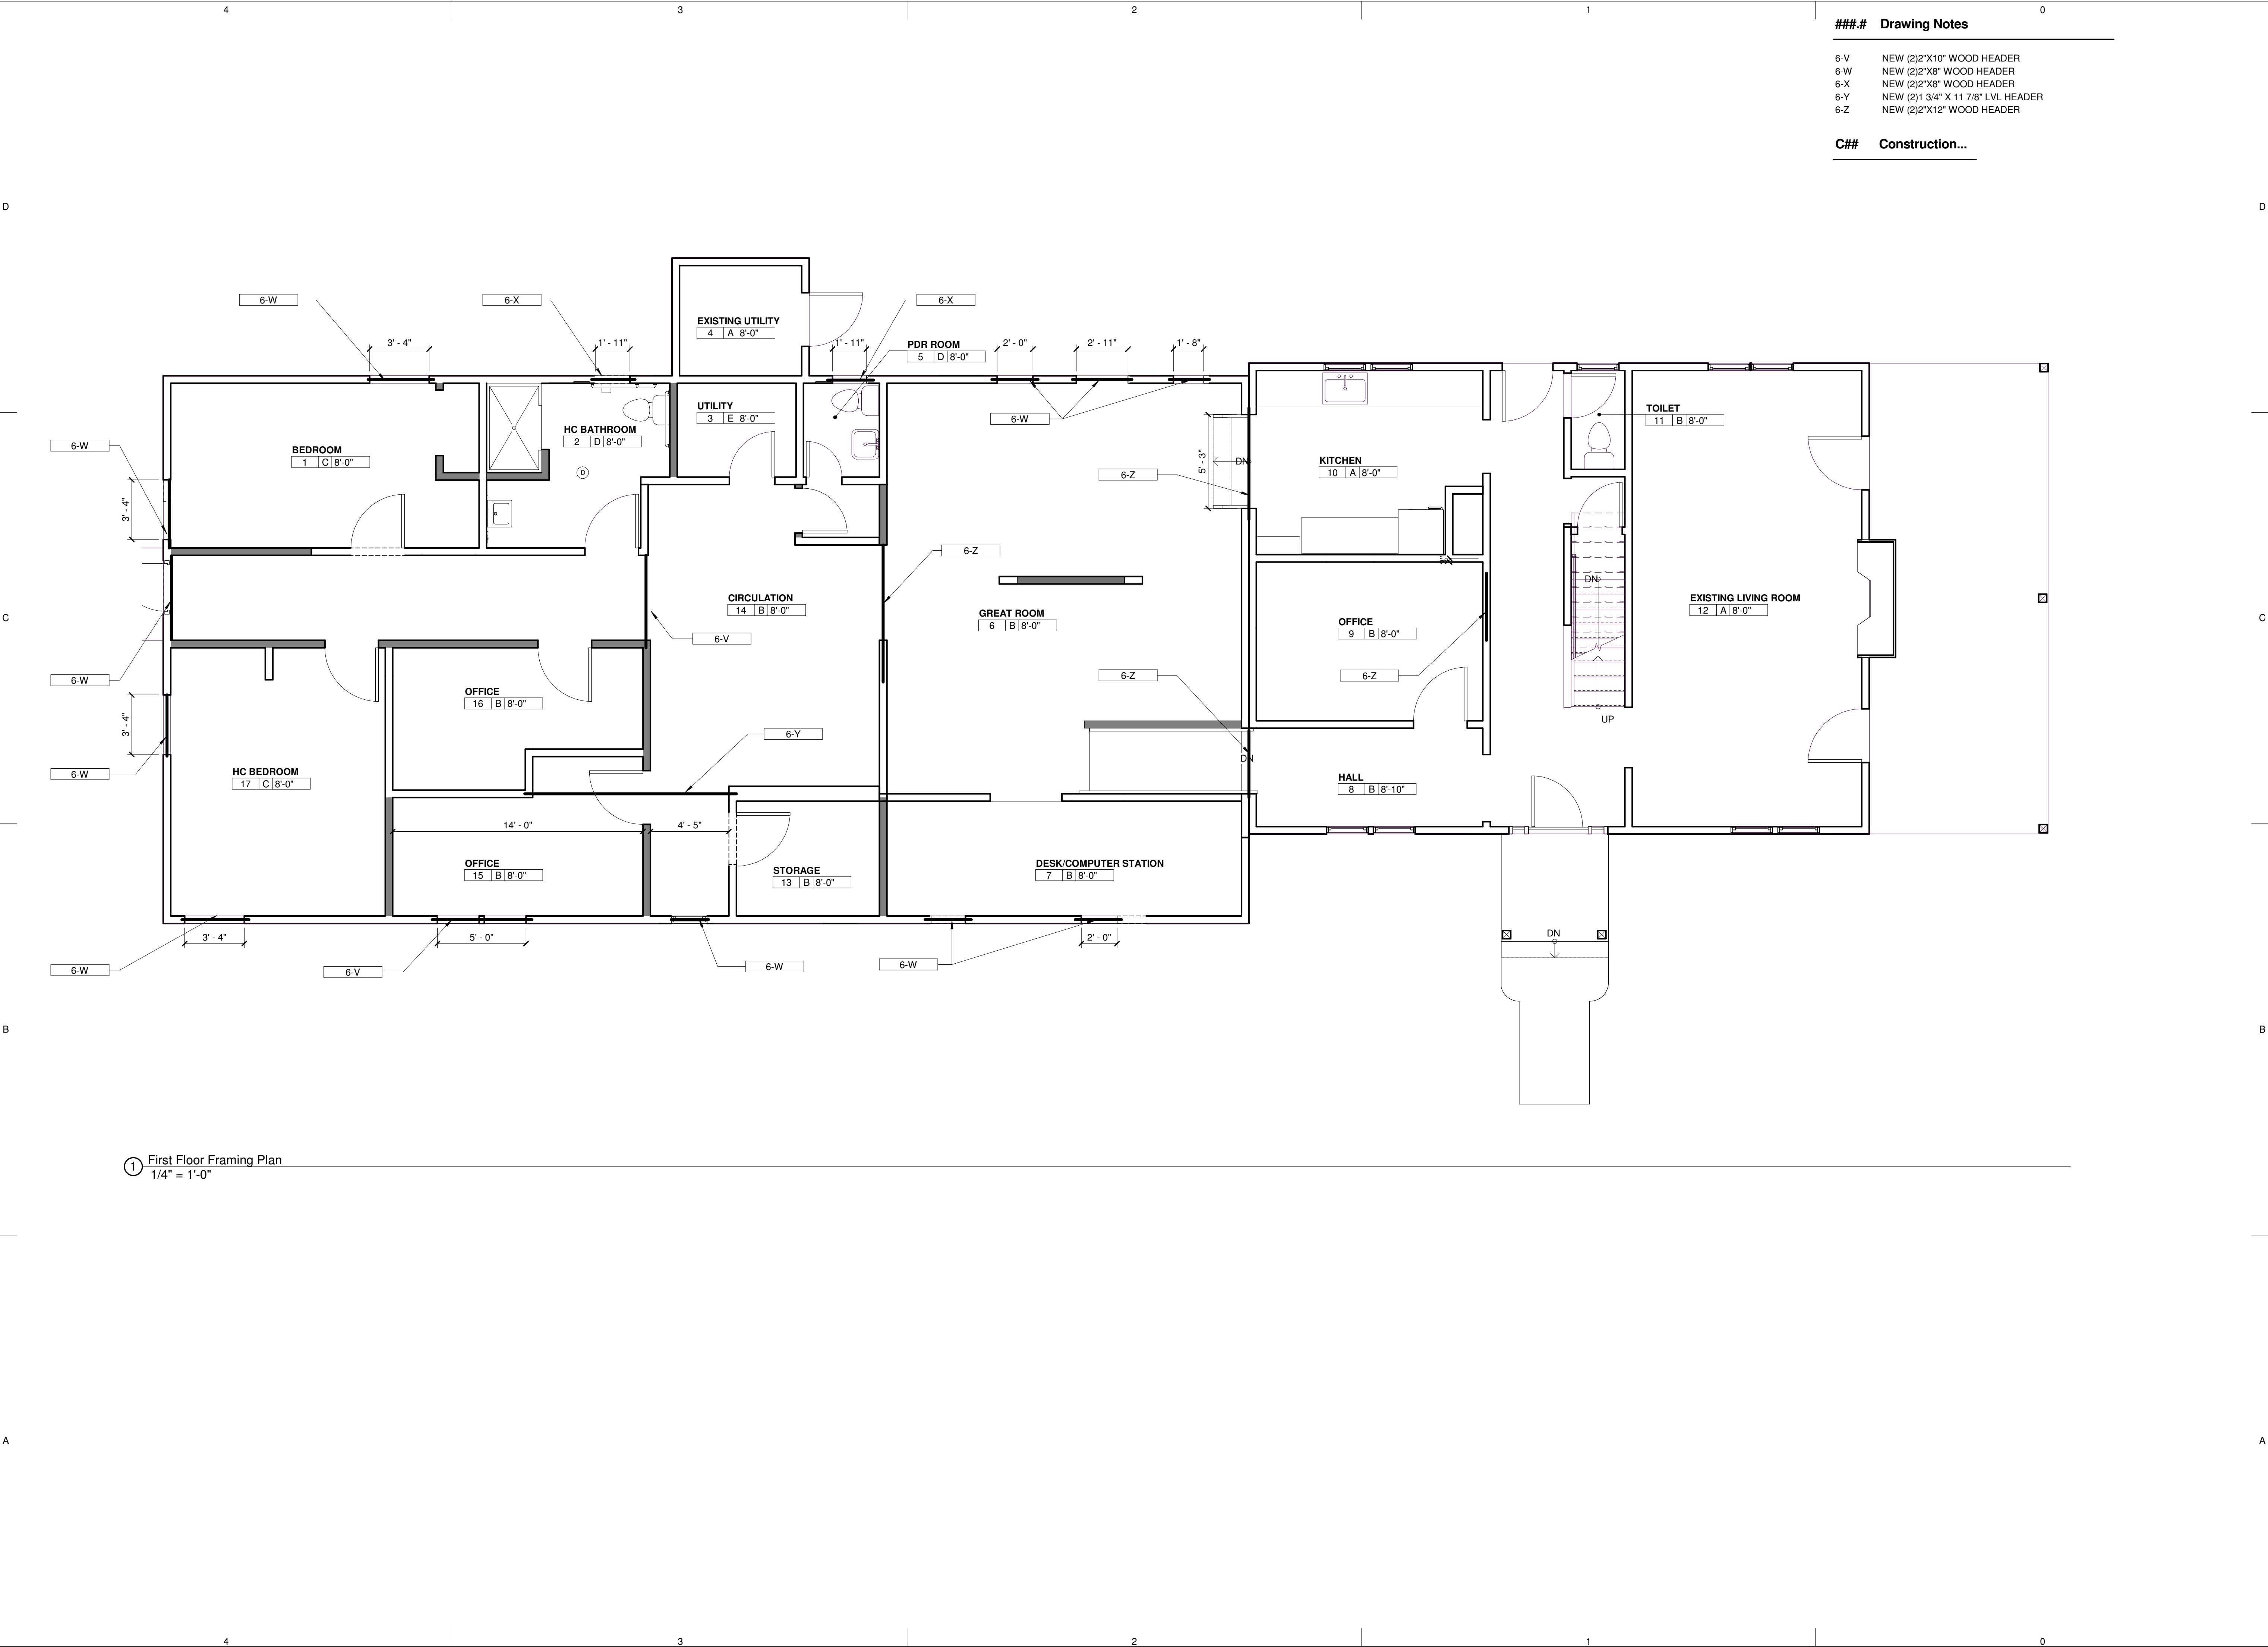 4 3 2 1 0
###.# Drawing Notes
6-V NEW (2)2"X10" WOOD HEADER
6-W NEW (2)2"X8" WOOD HEADER
6-X NEW (2)2"X8" WOOD HEADER
6-Y NEW (2)1 3/4" X 11 7/8" LVL HEADER
6-Z NEW (2)2"X12" WOOD HEADER
C## Construction...
D D
6-W 6-X 6-X
EXISTING UTILITY
4 A 8'-0"
3' - 4" 1' - 11" 1' - 11" 2' - 0" 2' - 11" 1' - 8"
PDR ROOM
5 D 8'-0"
UTILITY
3 E 8'-0"
TOILET
11 B 8'-0"
6-W
HC BATHROOM
2 D 8'-0"
6-W
BEDROOM
1 C 8'-0"
D
5' - 3"
DN
KITCHEN
10 A 8'-0"
6-Z
3' - 4"
6-Z
DN
CIRCULATION
14 B 8'-0"
EXISTING LIVING ROOM
12 A 8'-0"
GREAT ROOM
6 B 8'-0"
C C
OFFICE
9 B 8'-0"
6-V
6-W
6-Z
6-Z
OFFICE
16 B 8'-0"
UP
3' - 4"
6-Y
DN
6-W
HC BEDROOM
17 C 8'-0"
HALL
8 B 8'-10"
14' - 0" 4' - 5"
OFFICE
15 B 8'-0"
STORAGE
13 B 8'-0"
DESK/COMPUTER STATION
7 B 8'-0"
3' - 4" 5' - 0" 2' - 0"
DN
6-W 6-V 6-W 6-W
B B
1 First Floor Framing Plan
1/4" = 1'-0"
A A
4 3 2 1 0